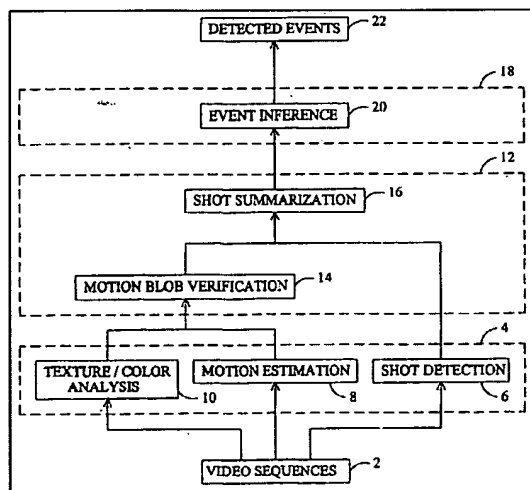 DETECTED EVENTS 22
18
EVENT INFERENCE 20
12
SHOT SUMMARIZATION 16
MOTION BLOB VERIFICATION 14
4
TEXTURE / COLOR
ANALYSIS 10
MOTION ESTIMATION 8
SHOT DETECTION 6
VIDEO SEQUENCES 2